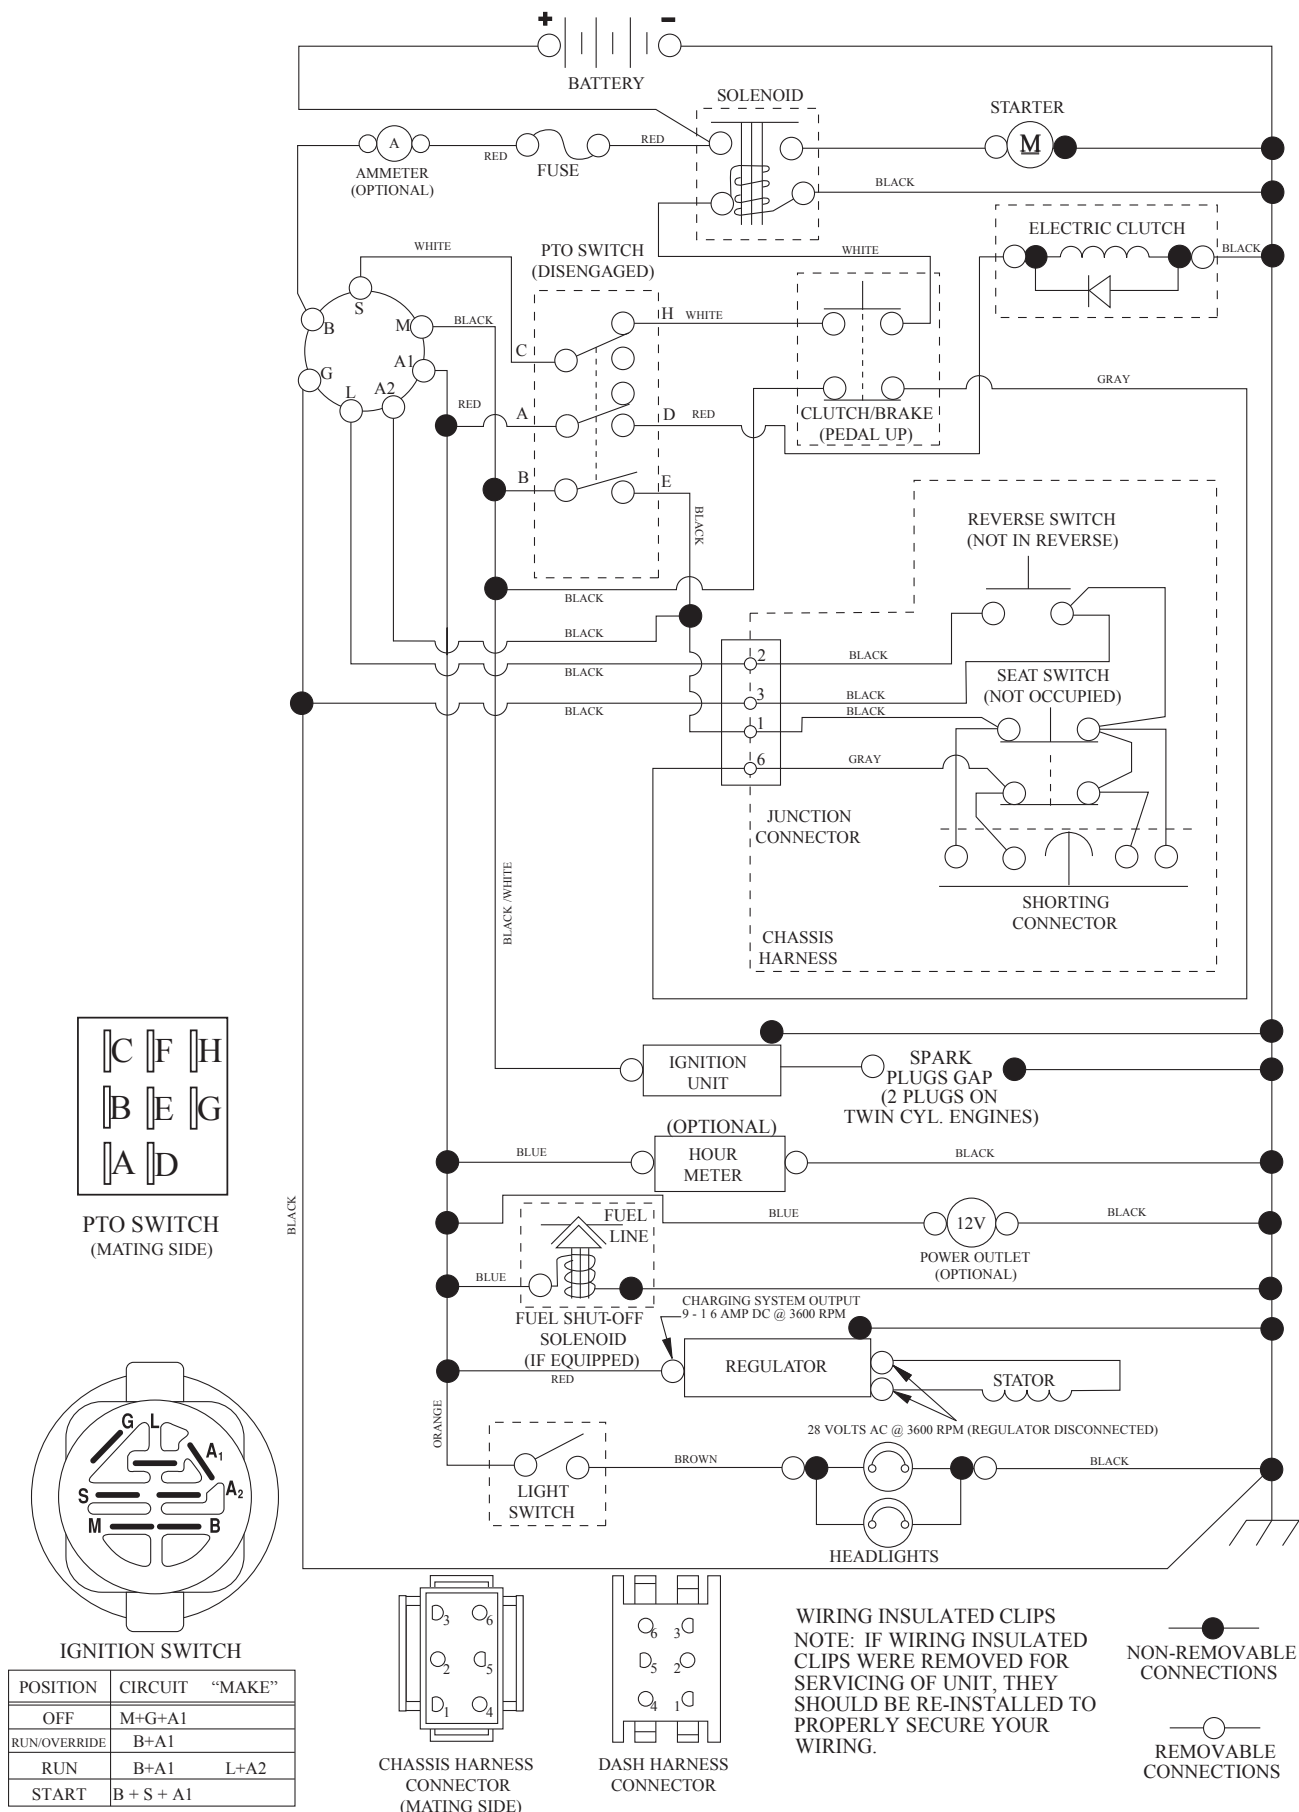 + -
BATTERY
SOLENOID
STARTER
A
RED
FUSE
RED
M
AMMETER
(OPTIONAL)
BLACK
ELECTRIC CLUTCH
BLACK
WHITE
PTO SWITCH
(DISENGAGED)
WHITE
S
B
M
BLACK
H
WHITE
C
A1
G
A2
L
GRAY
RED
A
D
RED
CLUTCH/BRAKE
(PEDAL UP)
B
E
BLACK
REVERSE SWITCH
(NOT IN REVERSE)
BLACK
BLACK
2
BLACK
BLACK
SEAT SWITCH
(NOT OCCUPIED)
3
BLACK
BLACK
BLACK
1
6
GRAY
JUNCTION
CONNECTOR
SHORTING
CONNECTOR
BLACK /WHITE
CHASSIS
HARNESS
C F H
B E G
A D
PTO SWITCH
(MATING SIDE)
IGNITION
UNIT
SPARK
PLUGS GAP
(2 PLUGS ON
TWIN CYL. ENGINES)
(OPTIONAL)
HOUR
METER
BLUE
BLACK
BLACK
FUEL
LINE
BLUE
12V
BLACK
POWER OUTLET
(OPTIONAL)
BLUE
CHARGING SYSTEM OUTPUT
9 - 1 6 AMP DC @ 3600 RPM
FUEL SHUT-OFF
SOLENOID
(IF EQUIPPED)
RED
REGULATOR
STATOR
28 VOLTS AC @ 3600 RPM (REGULATOR DISCONNECTED)
ORANGE
LIGHT
SWITCH
BROWN
BLACK
HEADLIGHTS
G L
A1
A2
S
M B
IGNITION SWITCH
POSITION CIRCUIT “MAKE”
OFF M+G+A1
RUN/OVERRIDE B+A1
RUN B+A1 L+A2
START B + S + A1
3 6
2 5
1 4
CHASSIS HARNESS
CONNECTOR
(MATING SIDE)
6 3
5 2
4 1
DASH HARNESS
CONNECTOR
WIRING INSULATED CLIPS
NOTE: IF WIRING INSULATED
CLIPS WERE REMOVED FOR
SERVICING OF UNIT, THEY
SHOULD BE RE-INSTALLED TO
PROPERLY SECURE YOUR
WIRING.
NON-REMOVABLE
CONNECTIONS
REMOVABLE
CONNECTIONS